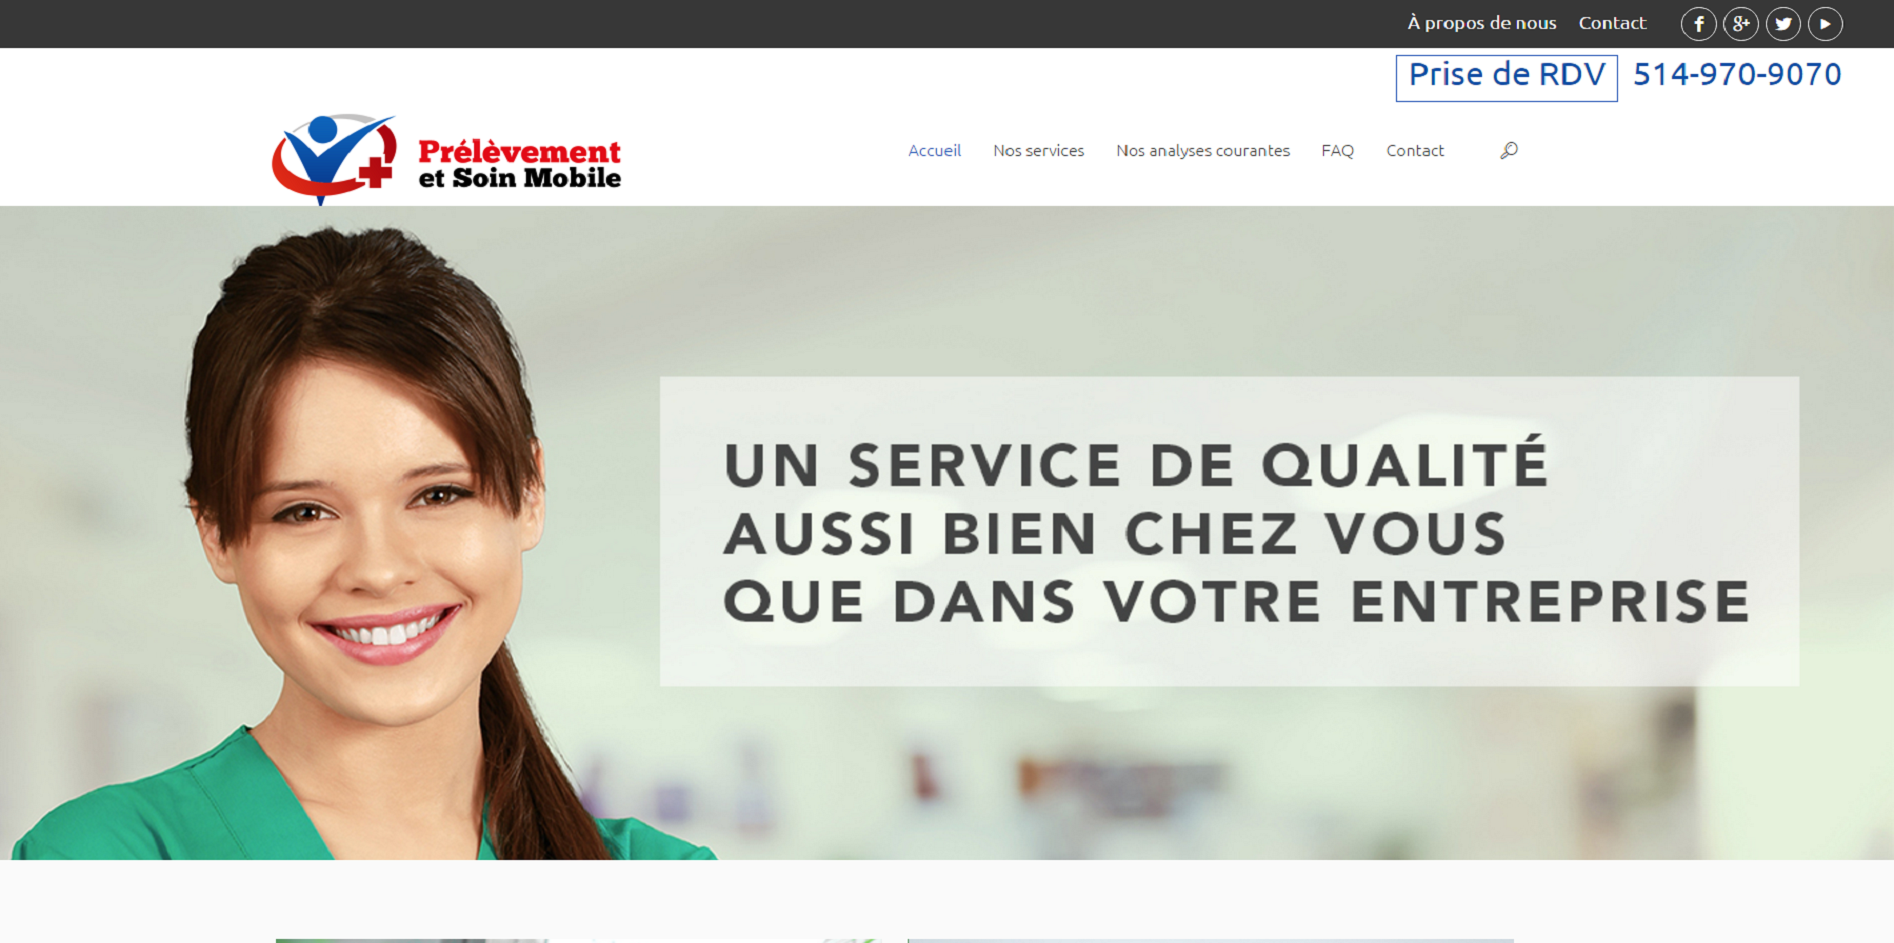 À propos de nous Contact
Prise de RDV 514-970-9070
Prélèvement
et Soin Mobile
Accueil Nos services Nos analyses courantes FAQ Contact
UN SERVICE DE QUALITÉ
AUSSI BIEN CHEZ VOUS
QUE DANS VOTRE ENTREPRISE